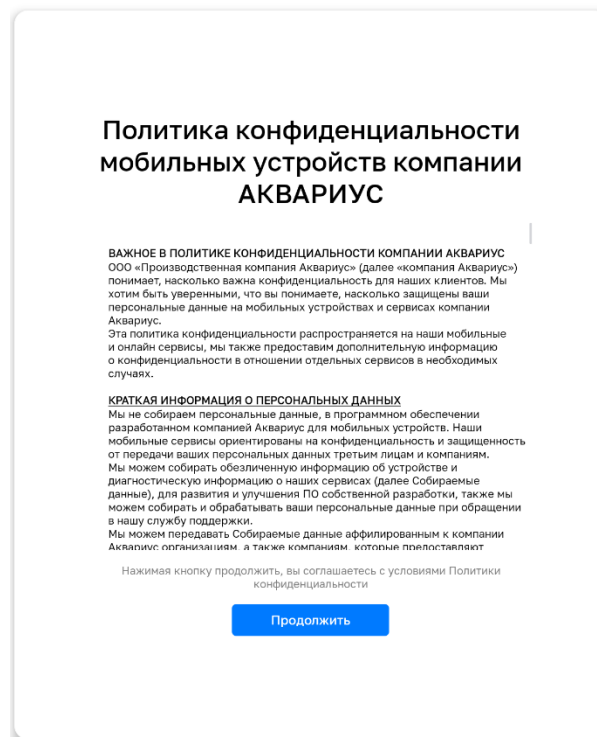 Политика конфиденциальности
мобильных устройств компании
АКВАРИУС
ВАЖНОЕ В ПОЛИТИКЕ КОНФИДЕНЦИАЛЬНОСТИ КОМПАНИИ АКВАРИУС
ООО «Производственная компания Аквариус» (далее «компания Аквариус»)
понимает, насколько важна конфиденциальность для наших клиентов. Мы
хотим быть уверенными, что вы понимаете, насколько защищены ваши
персональные данные на мобильных устройствах и сервисах компании
Аквариус.
Эта политика конфиденциальности распространяется на наши мобильные
и онлайн сервисы, мы также предоставим дополнительную информацию
о конфиденциальности в отношении отдельных сервисов в необходимых
случаях.
КРАТКАЯ ИНФОРМАЦИЯ О ПЕРСОНАЛЬНЫХ ДАННЫХ
Мы не собираем персональные данные, в программном обеспечении
разработанном компанией Аквариус для мобильных устройств. Наши
мобильные сервисы ориентированы на конфиденциальность и защищенность
от передачи ваших персональных данных третьим лицам и компаниям.
Мы можем собирать обезличенную информацию об устройстве и
диагностическую информацию о наших сервисах (далее Собираемые
данные), для развития и улучшения ПО собственной разработки, также мы
можем собирать и обрабатывать ваши персональные данные при обращении
в нашу службу поддержки.
Мы можем передавать Собираемые данные аффилированным к компании
Аквариус организациям, а также компаниям, которые предоставляют
Нажимая кнопку продолжить, вы соглашаетесь с условиями Политики
конфиденциальности
Продолжить